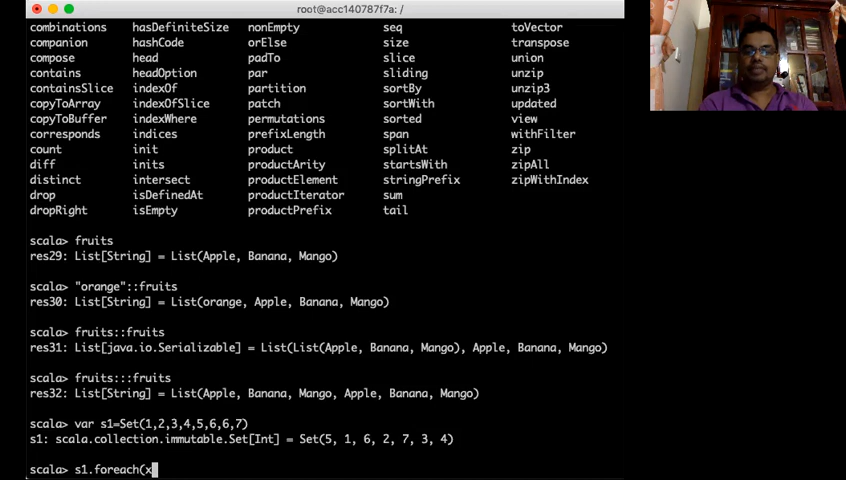 root@acc140787f7a: /
combinations hasDefiniteSize nonEmpty seq toVector
companion hashCode orElse size transpose
compose head padTo slice union
contains headOption par sliding unzip
containsSlice indexOf partition sortBy unzip3
copyToArray indexOfSlice patch sortWith updated
copyToBuffer indexWhere permutations sorted view
corresponds indices prefixLength span withFilter
count init product splitAt zip
diff inits productArity startsWith zipAll
distinct intersect productElement stringPrefix zipWithIndex
drop isDefinedAt productIterator sum
dropRight isEmpty productPrefix tail
scala> fruits
res29: List[String] = List(Apple, Banana, Mango)
scala> "orange"::fruits
res30: List[String] = List(orange, Apple, Banana, Mango)
scala> fruits::fruits
res31: List[java.io.Serializable] = List(List(Apple, Banana, Mango), Apple, Banana, Mango)
scala> fruits:::fruits
res32: List[String] = List(Apple, Banana, Mango, Apple, Banana, Mango)
scala> var s1=Set(1,2,3,4,5,6,6,7)
s1: scala.collection.immutable.Set[Int] = Set(5, 1, 6, 2, 7, 3, 4)
scala> s1.foreach(x